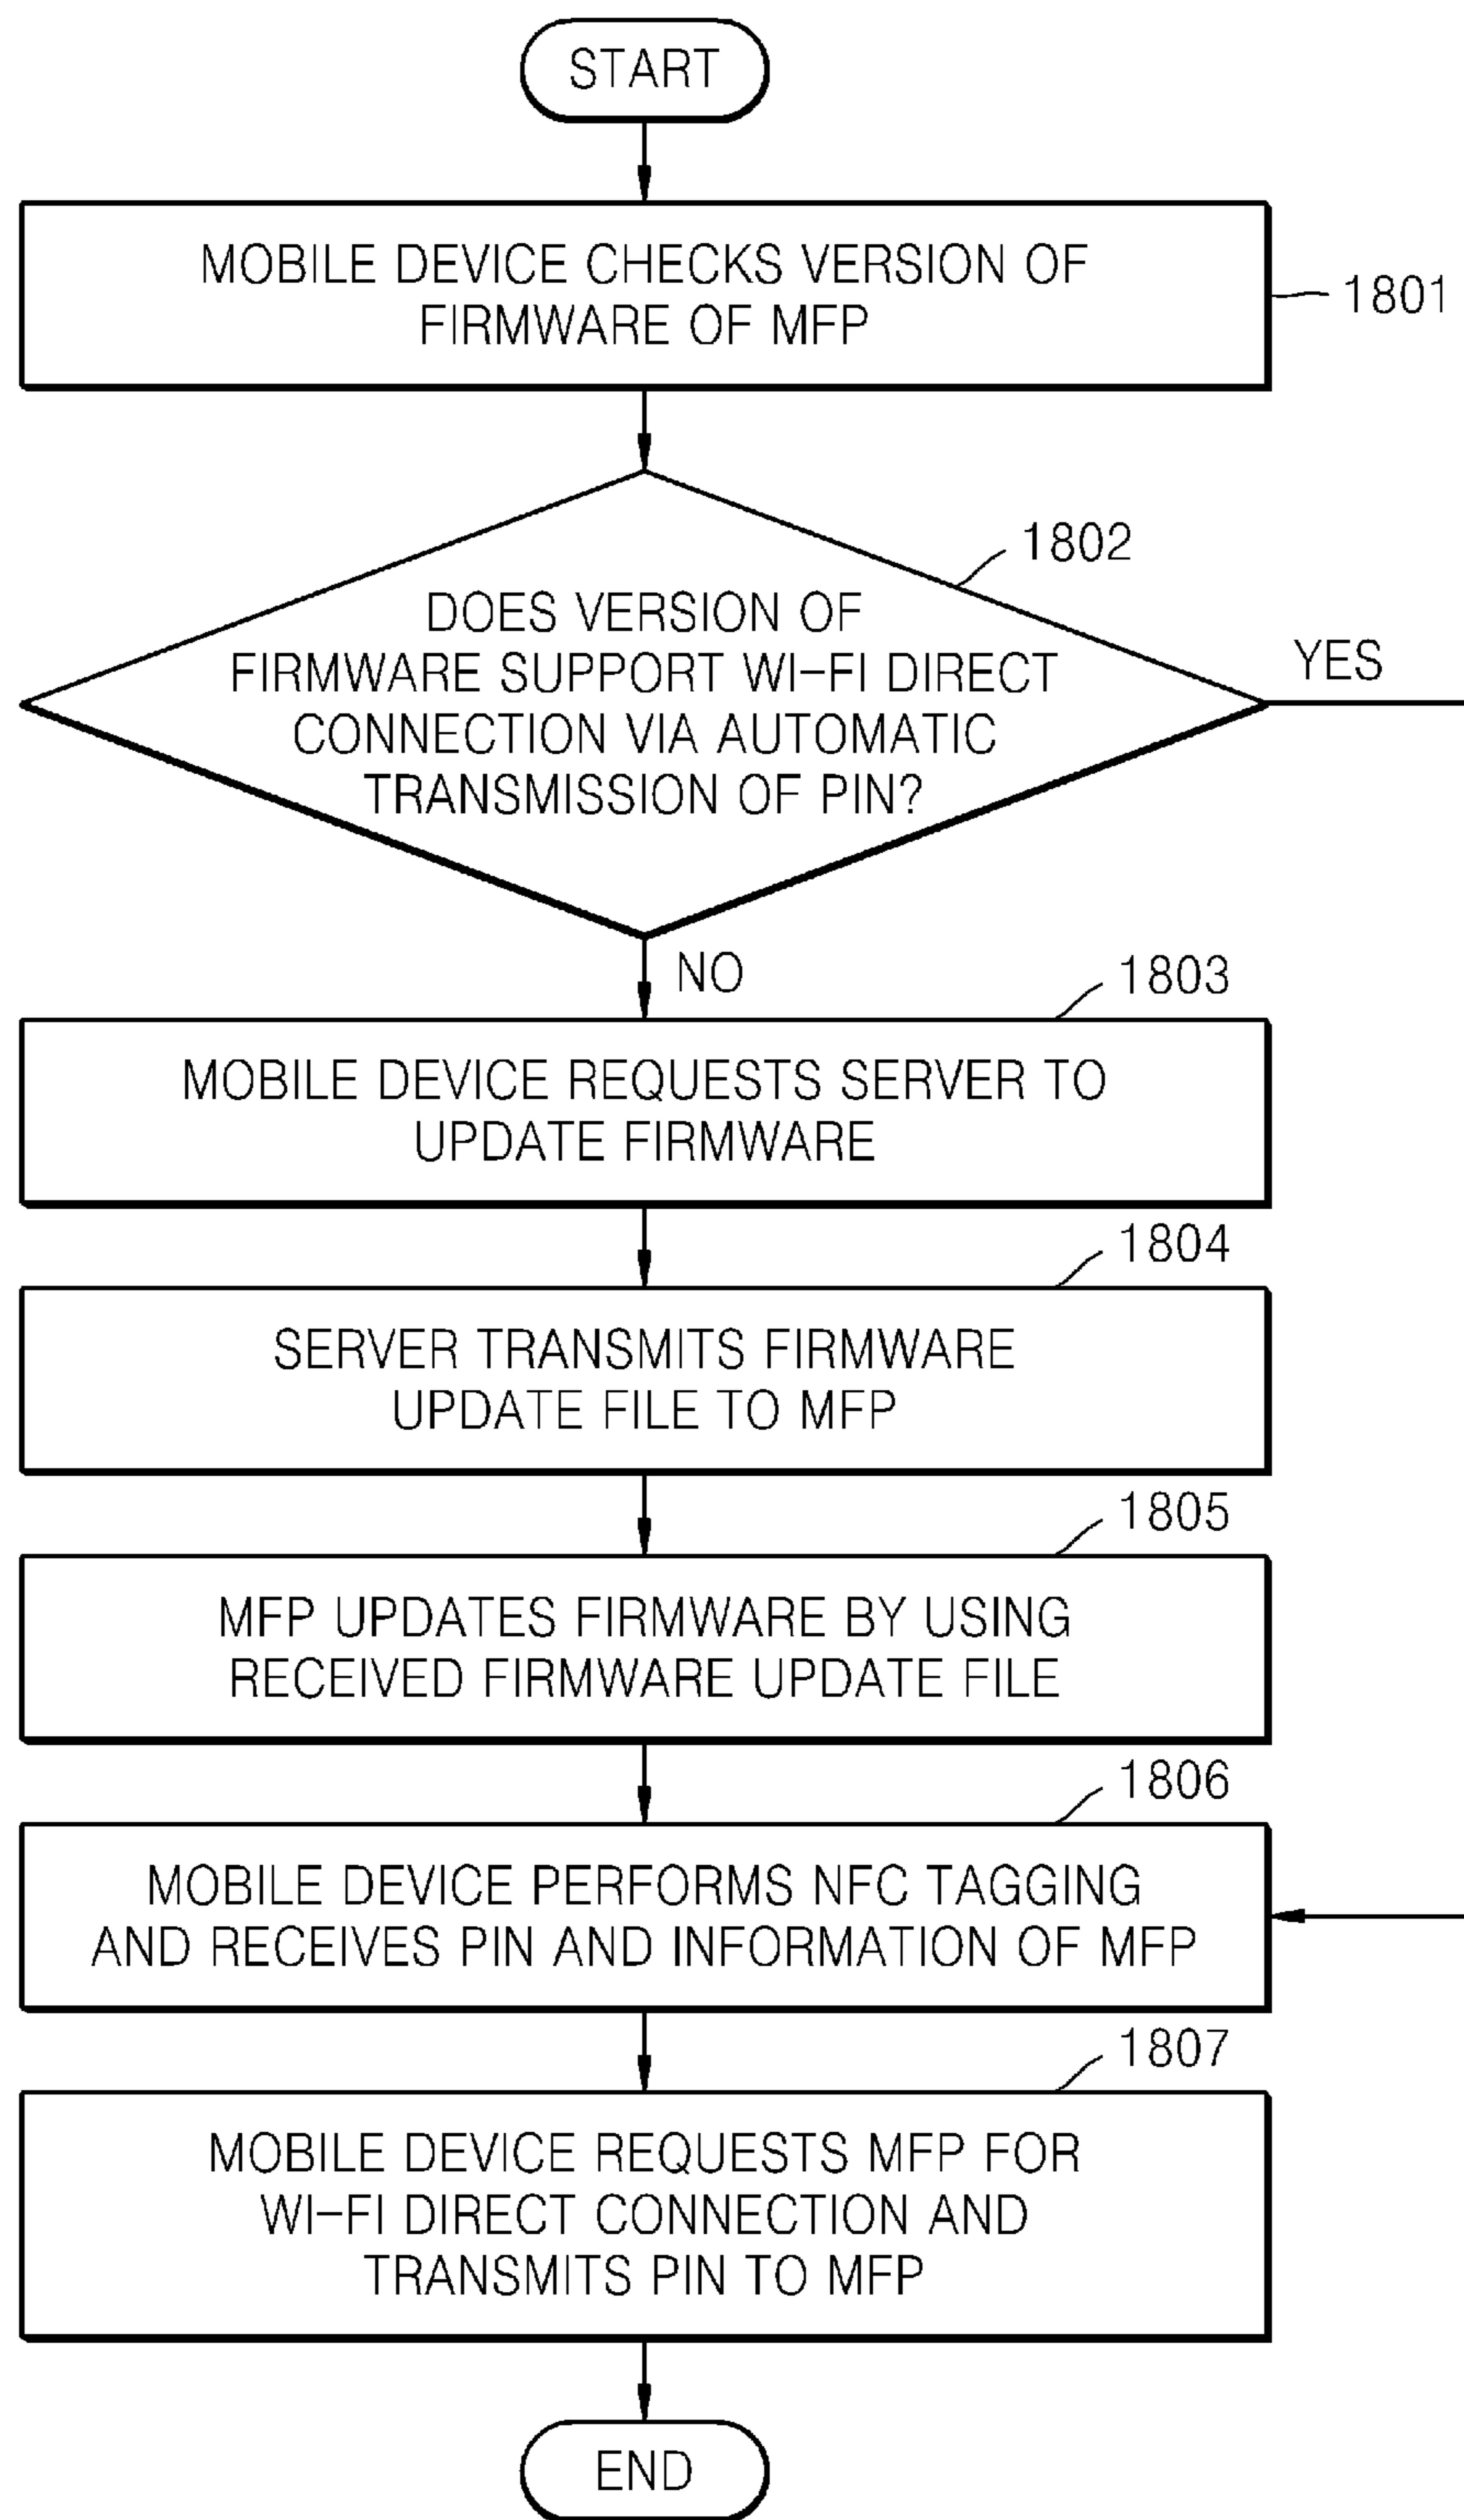 START
MOBILE DEVICE CHECKS VERSION OF
FIRMWARE OF MFP
1801
1802
DOES VERSION OF
FIRMWARE SUPPORT WI-FI DIRECT
CONNECTION VIA AUTOMATIC
TRANSMISSION OF PIN?
YES
NO
1803
MOBILE DEVICE REQUESTS SERVER TO
UPDATE FIRMWARE
1804
SERVER TRANSMITS FIRMWARE
UPDATE FILE TO MFP
1805
MFP UPDATES FIRMWARE BY USING
RECEIVED FIRMWARE UPDATE FILE
1806
MOBILE DEVICE PERFORMS NFC TAGGING
AND RECEIVES PIN AND INFORMATION OF MFP
1807
MOBILE DEVICE REQUESTS MFP FOR
WI-FI DIRECT CONNECTION AND
TRANSMITS PIN TO MFP
END